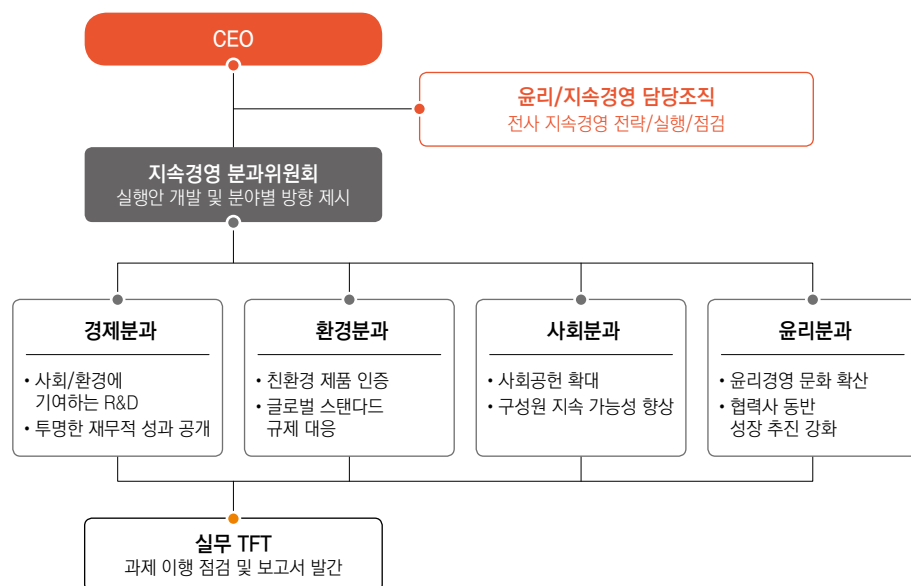 CEO
윤리/지속경영 담당조직
전사 지속경영 전략/실행/점검
지속경영 분과위원회
실행안 개발 및 분야별 방향 제시
경제분과
• 사회/환경에
기여하는 R&D
• 투명한 재무적 성과 공개
환경분과
• 친환경 제품 인증
• 글로벌 스탠다드
규제 대응
사회분과
• 사회공헌 확대
• 구성원 지속 가능성 향상
윤리분과
• 윤리경영 문화 확산
• 협력사 동반
성장 추진 강화
실무 TFT
과제 이행 점검 및 보고서 발간